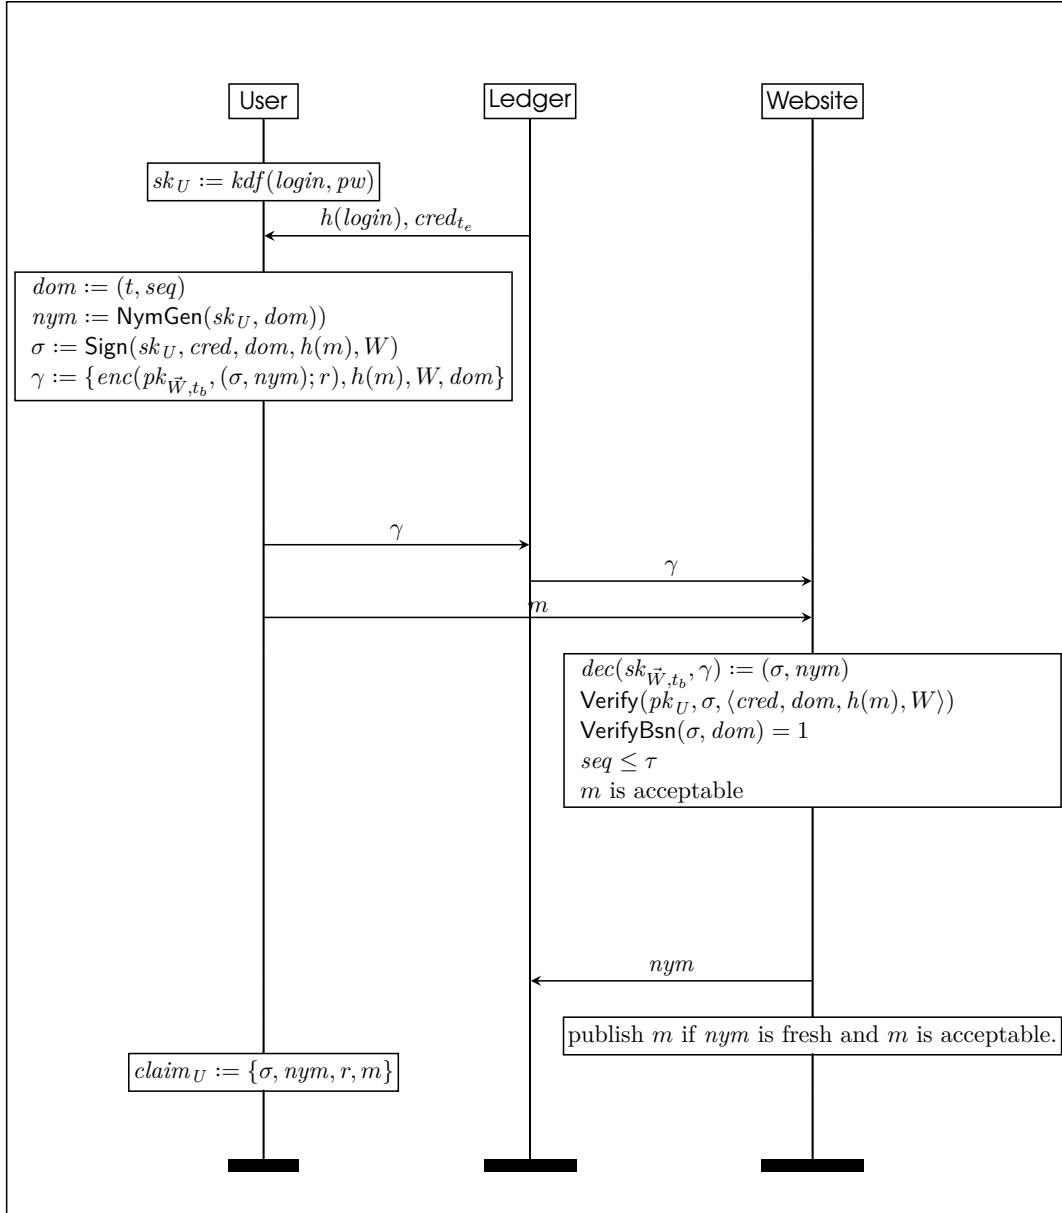 User Ledger Website
sk_U := kdf(login, pw)
h(login), cred_{t_e}
dom := (t, seq)
nym := NymGen(sk_U, dom))
σ := Sign(sk_U, cred, dom, h(m), W)
γ := {enc(pk_{\vec{W},t_b}, (σ, nym); r), h(m), W, dom}
γ
γ
m
dec(sk_{\vec{W},t_b}, γ) := (σ, nym)
Verify(pk_U, σ, ⟨cred, dom, h(m), W⟩)
VerifyBsn(σ, dom) = 1
seq ≤ τ
m is acceptable
nym
publish m if nym is fresh and m is acceptable.
claim_U := {σ, nym, r, m}